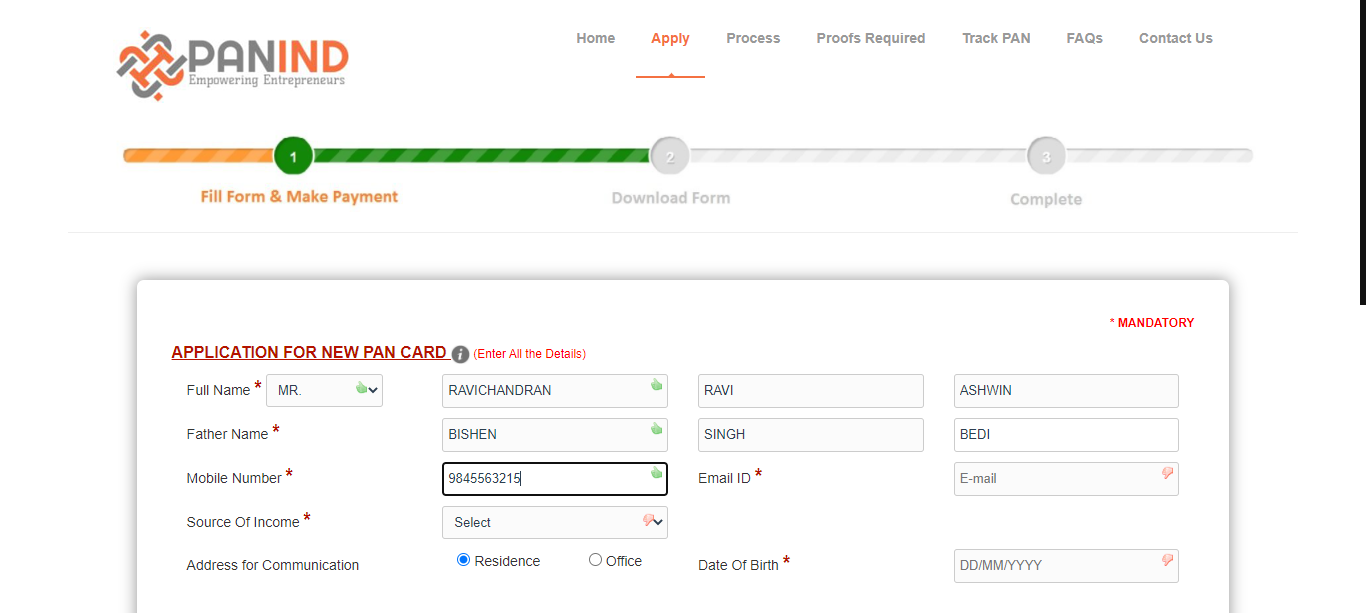 PANIND
Empowering Entrepreneurs
Home Apply Process Proofs Required Track PAN FAQs Contact Us
1 2 3
Fill Form & Make Payment Download Form Complete
* MANDATORY
APPLICATION FOR NEW PAN CARD i (Enter All the Details)
Full Name * MR. RAVICHANDRAN RAVI ASHWIN
Father Name * BISHEN SINGH BEDI
Mobile Number * 9845563215 Email ID * E-mail
Source Of Income * Select
Address for Communication Residence Office Date Of Birth * DD/MM/YYYY